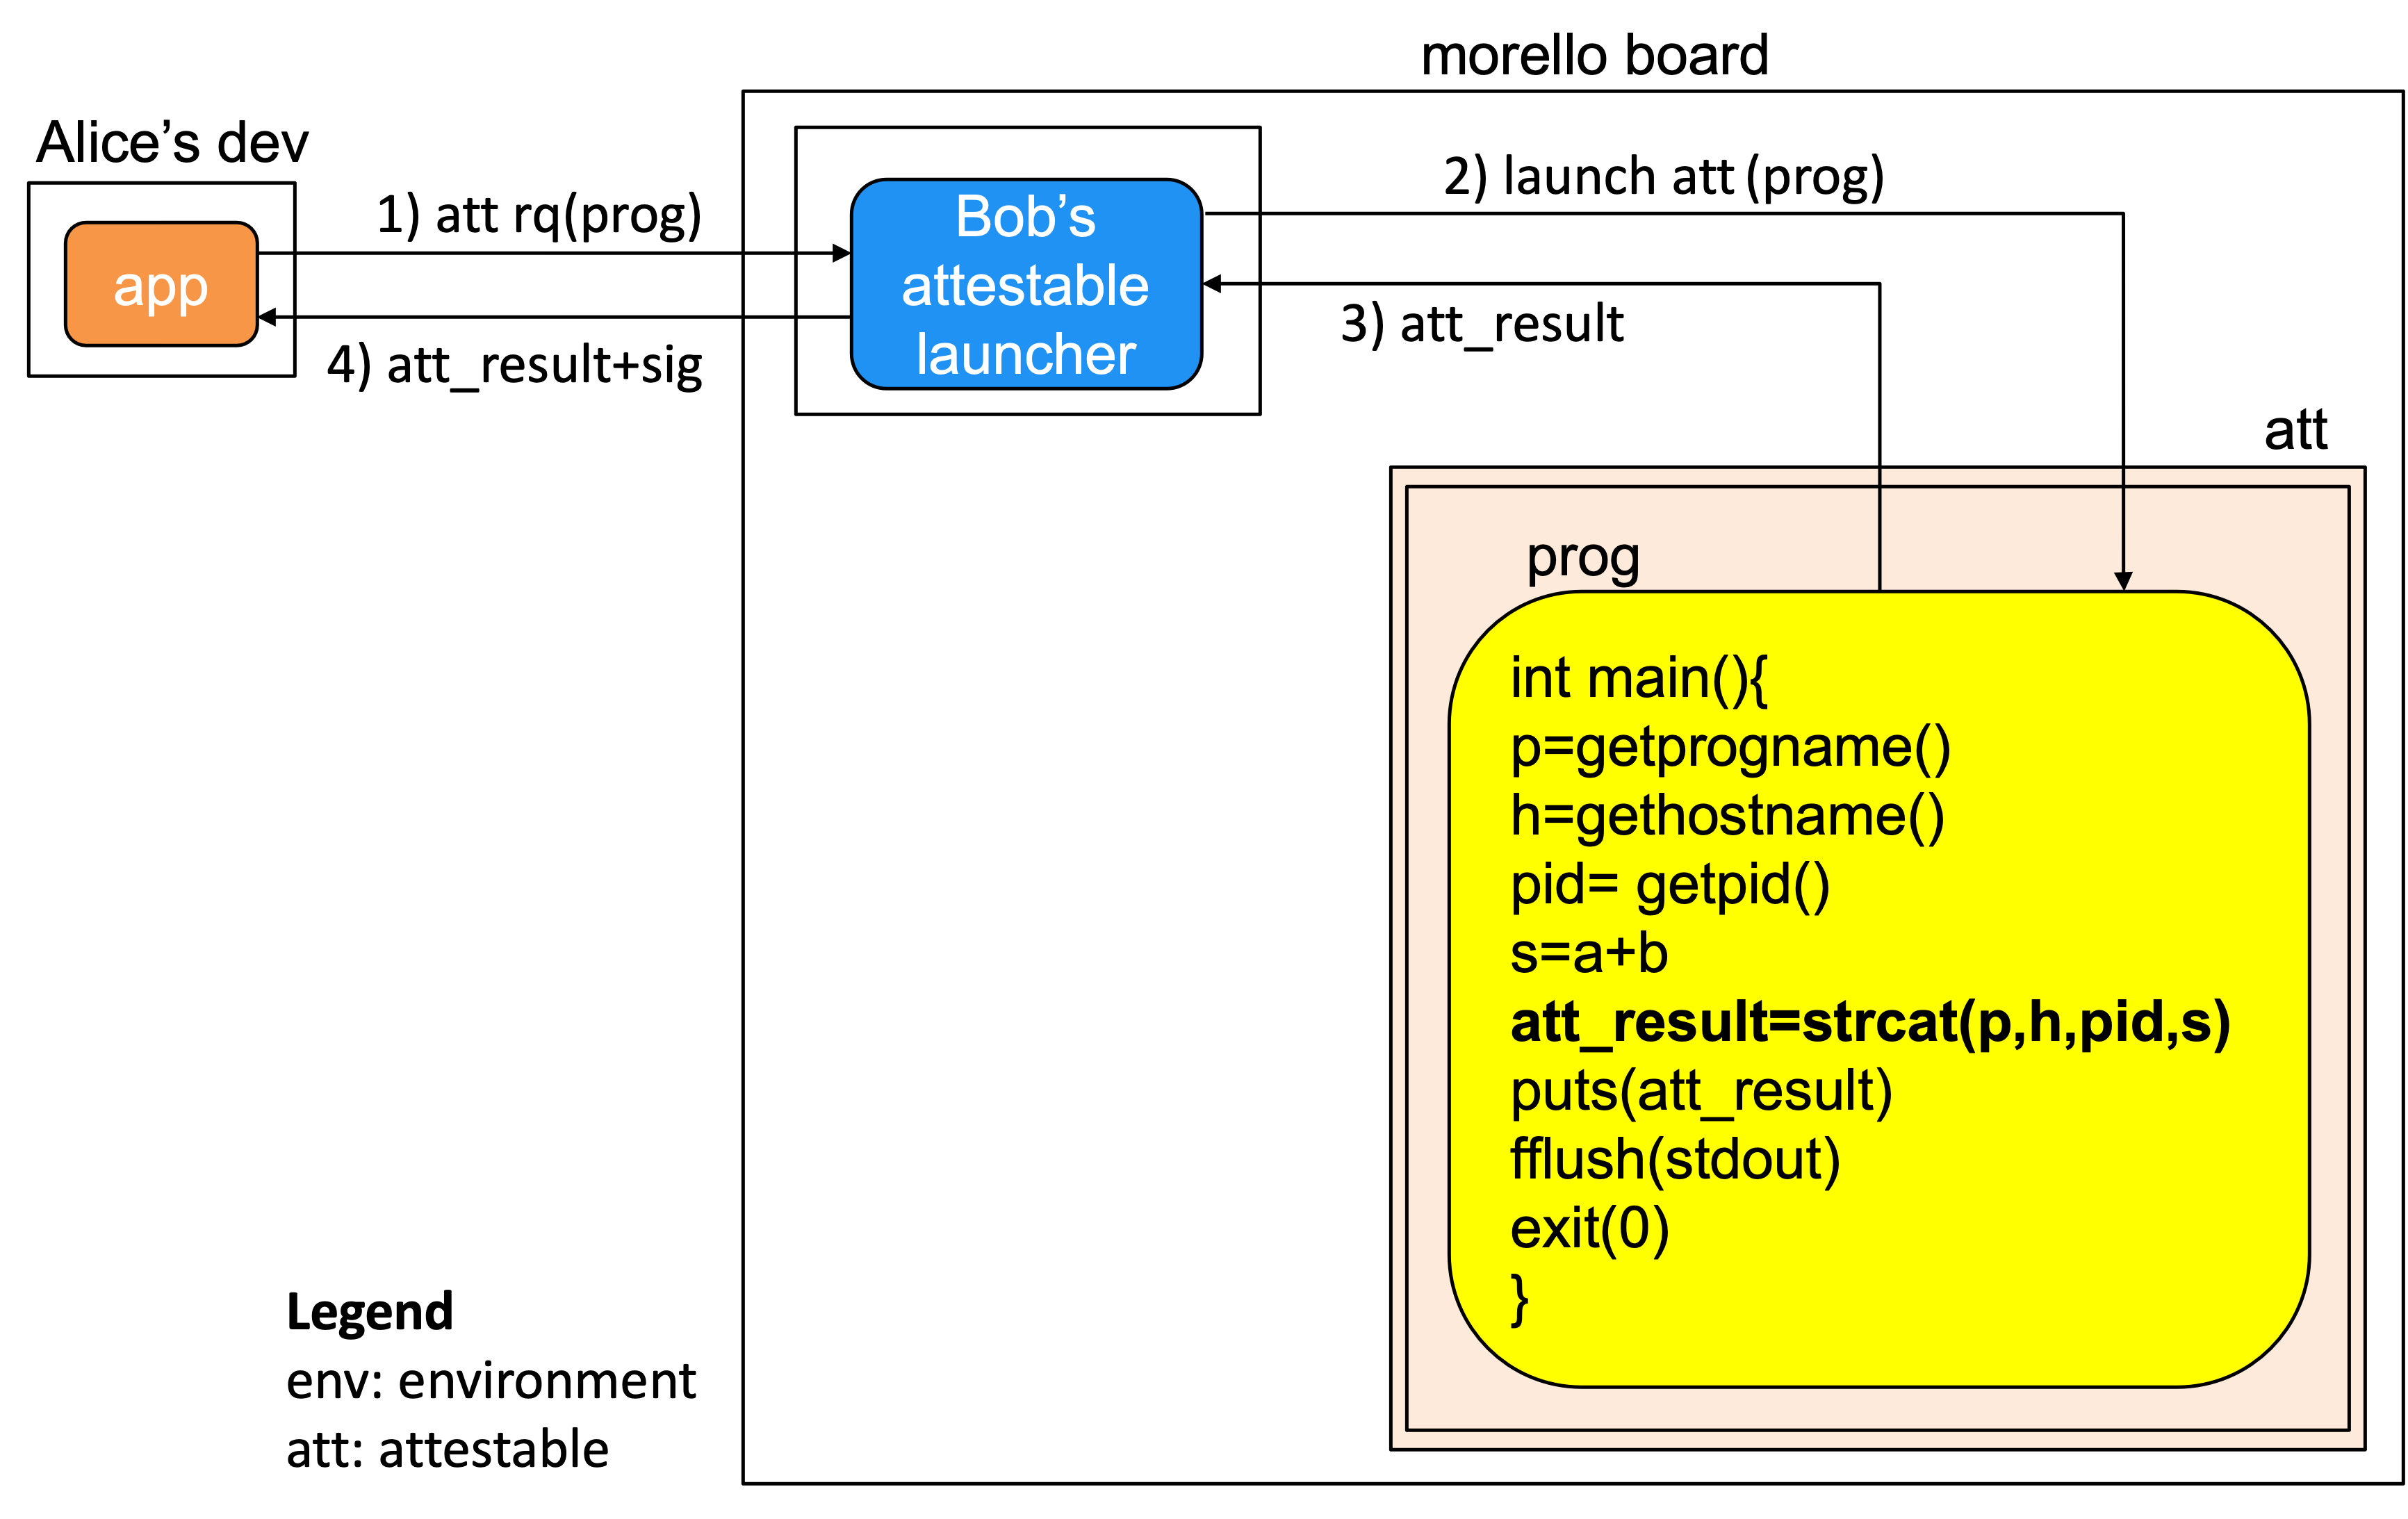 morello board
Alice’s dev
app
1) att rq(prog)
4) att_result+sig
Bob’s
attestable
launcher
2) launch att (prog)
3) att_result
att
prog
int main(){
p=getprogname()
h=gethostname()
pid= getpid()
s=a+b
att_result=strcat(p,h,pid,s)
puts(att_result)
fflush(stdout)
exit(0)
}
Legend
env: environment
att: attestable